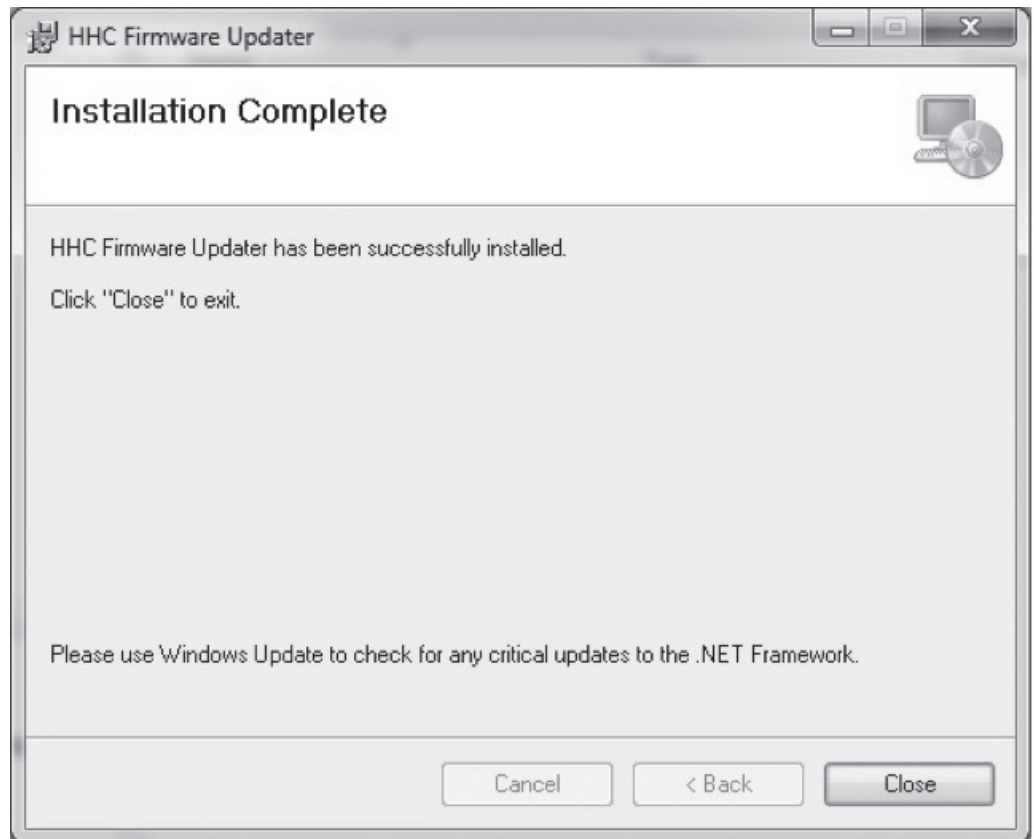 HHC Firmware Updater
Installation Complete
HHC Firmware Updater has been successfully installed.
Click "Close" to exit.
Please use Windows Update to check for any critical updates to the .NET Framework.
Cancel
< Back
Close